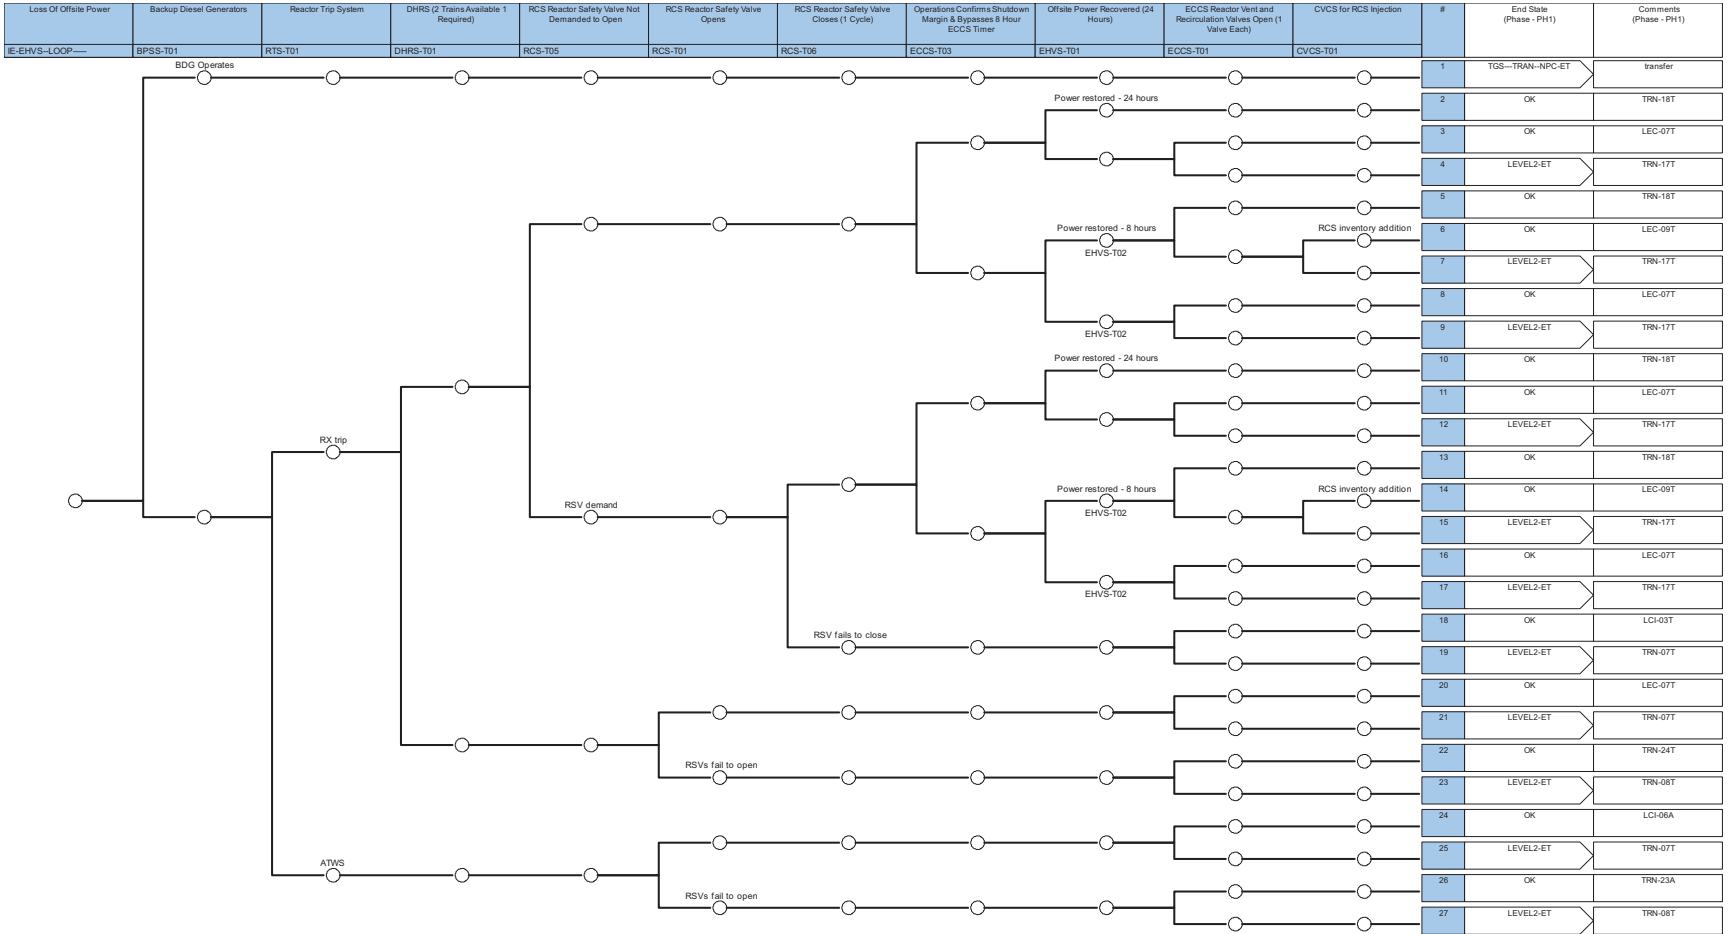 Loss Of Offsite Power
Backup Diesel Generators
Reactor Trip System
DHRS (2 Trains Available 1
Required)
RCS Reactor Safety Valve Not
Demanded to Open
RCS Reactor Safety Valve
Opens
RCS Reactor Safety Valve
Closes (1 Cycle)
Operations Confirms Shutdown
Margin & Bypasses 8 Hour
ECCS Timer
Offsite Power Recovered (24
Hours)
ECCS Reactor Vent and
Recirculation Valves Open (1
Valve Each)
CVCS for RCS Injection
#
End State
(Phase - PH1)
Comments
(Phase - PH1)
IE-EHVS--LOOP-----
BPSS-T01
RTS-T01
DHRS-T01
RCS-T05
RCS-T01
RCS-T06
ECCS-T03
EHVS-T01
ECCS-T01
CVCS-T01
BDG Operates
1 TGS---TRAN--NPC-ET transfer
Power restored - 24 hours
2 OK TRN-18T
3 OK LEC-07T
4 LEVEL2-ET TRN-17T
5 OK TRN-18T
Power restored - 8 hours
EHVS-T02
RCS inventory addition
6 OK LEC-09T
7 LEVEL2-ET TRN-17T
8 OK LEC-07T
EHVS-T02
9 LEVEL2-ET TRN-17T
Power restored - 24 hours
10 OK TRN-18T
11 OK LEC-07T
12 LEVEL2-ET TRN-17T
RX trip
13 OK TRN-18T
RSV demand
Power restored - 8 hours
EHVS-T02
RCS inventory addition
14 OK LEC-09T
15 LEVEL2-ET TRN-17T
16 OK LEC-07T
EHVS-T02
17 LEVEL2-ET TRN-17T
RSV fails to close
18 OK LCI-03T
19 LEVEL2-ET TRN-07T
20 OK LEC-07T
21 LEVEL2-ET TRN-07T
RSVs fail to open
22 OK TRN-24T
23 LEVEL2-ET TRN-08T
24 OK LCI-06A
ATWS
25 LEVEL2-ET TRN-07T
RSVs fail to open
26 OK TRN-23A
27 LEVEL2-ET TRN-08T